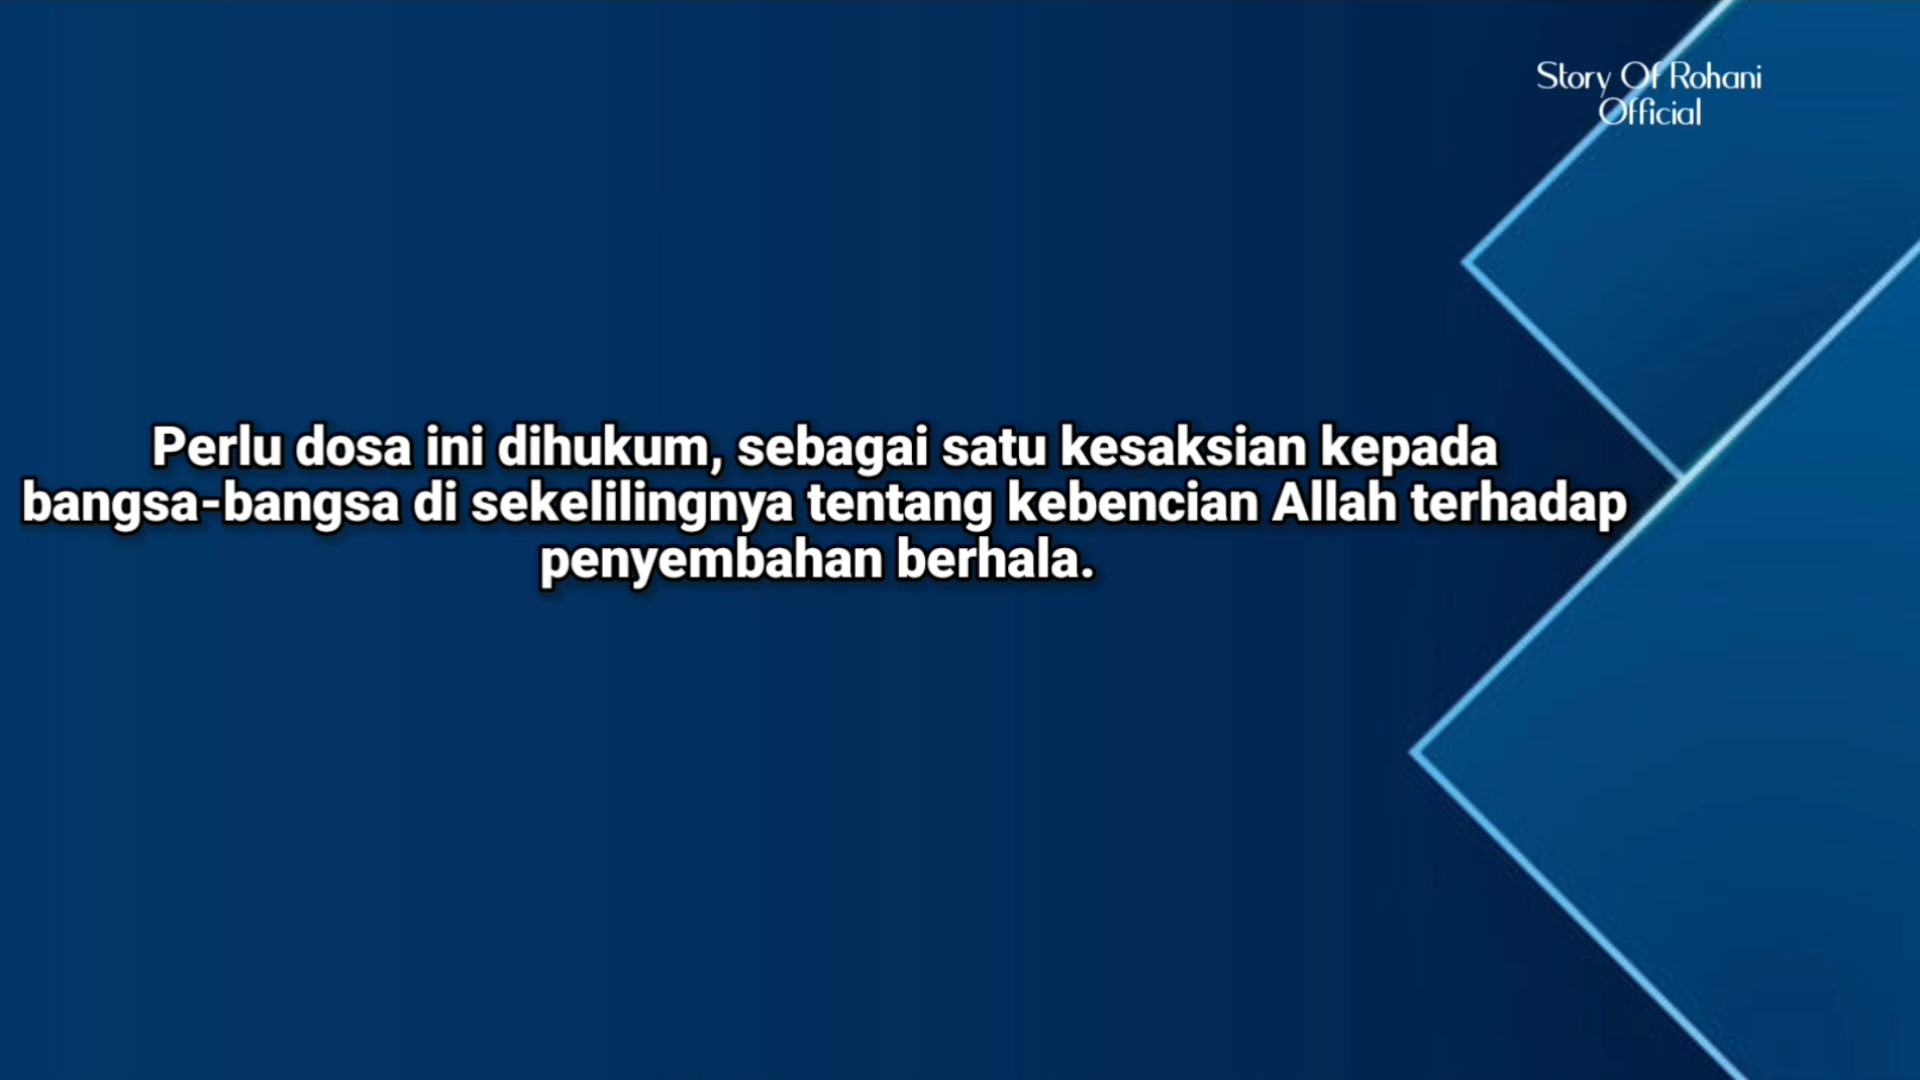 Story Of Rohani
Official
Perlu dosa ini dihukum, sebagai satu kesaksian kepada
bangsa-bangsa di sekelilingnya tentang kebencian Allah terhadap
penyembahan berhala.